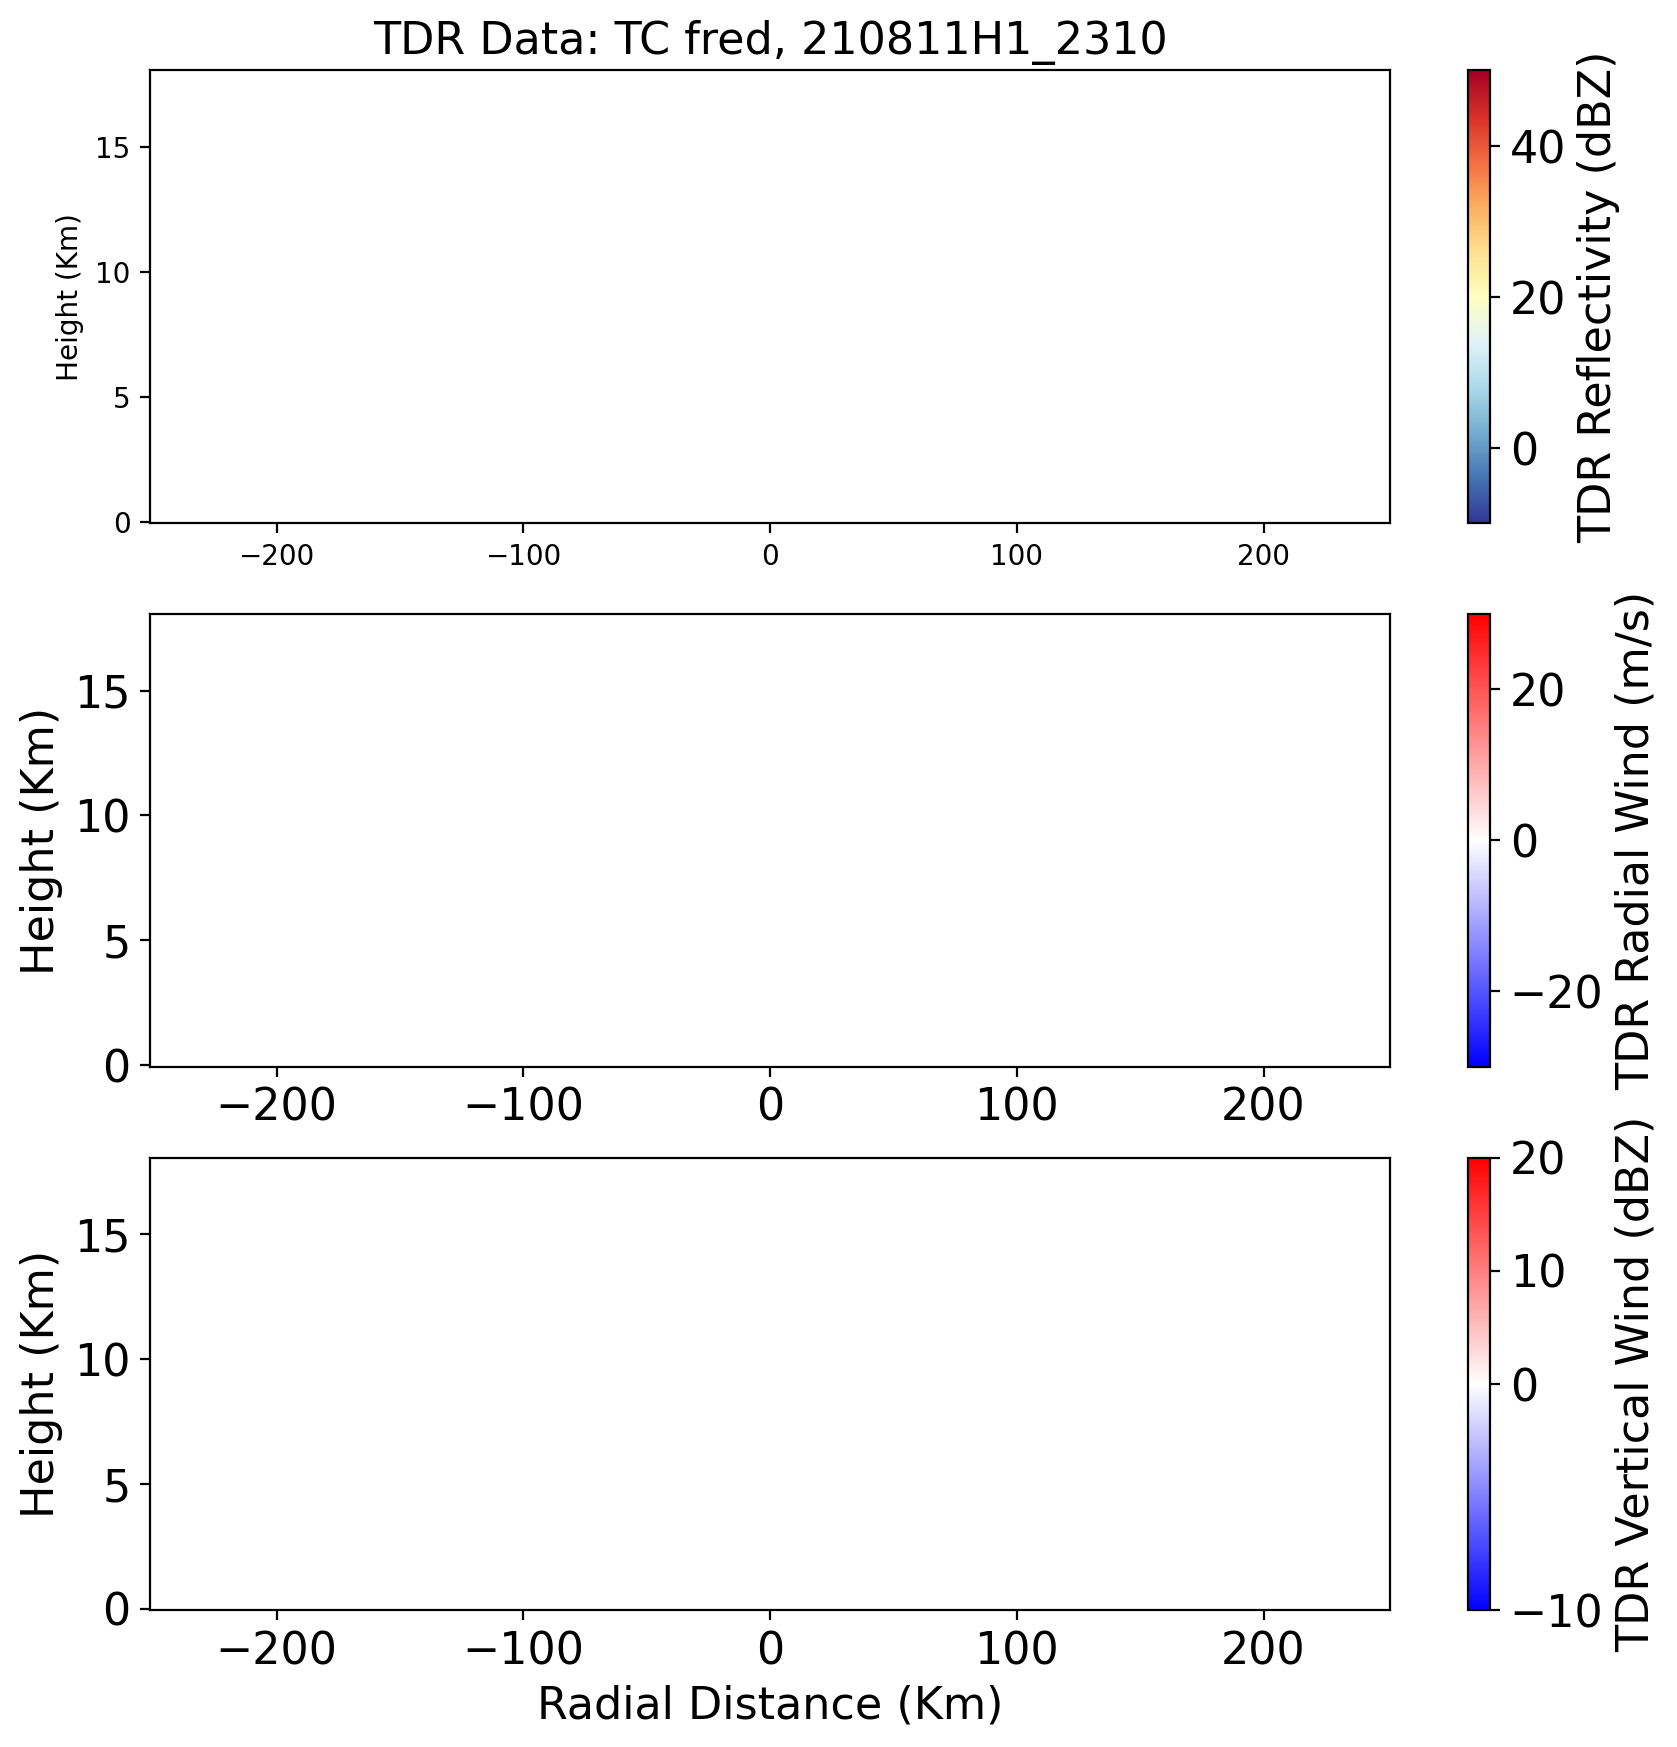 TDR Data: TC fred, 210811H1_2310
Height (Km)
15
10
5
0
−200 −100 0 100 200
40
20
0
TDR Reflectivity (dBZ)
Height (Km)
15
10
5
0
−200 −100 0 100 200
20
0
−20
TDR Radial Wind (m/s)
Height (Km)
15
10
5
0
−200 −100 0 100 200
Radial Distance (Km)
20
10
0
−10
TDR Vertical Wind (dBZ)